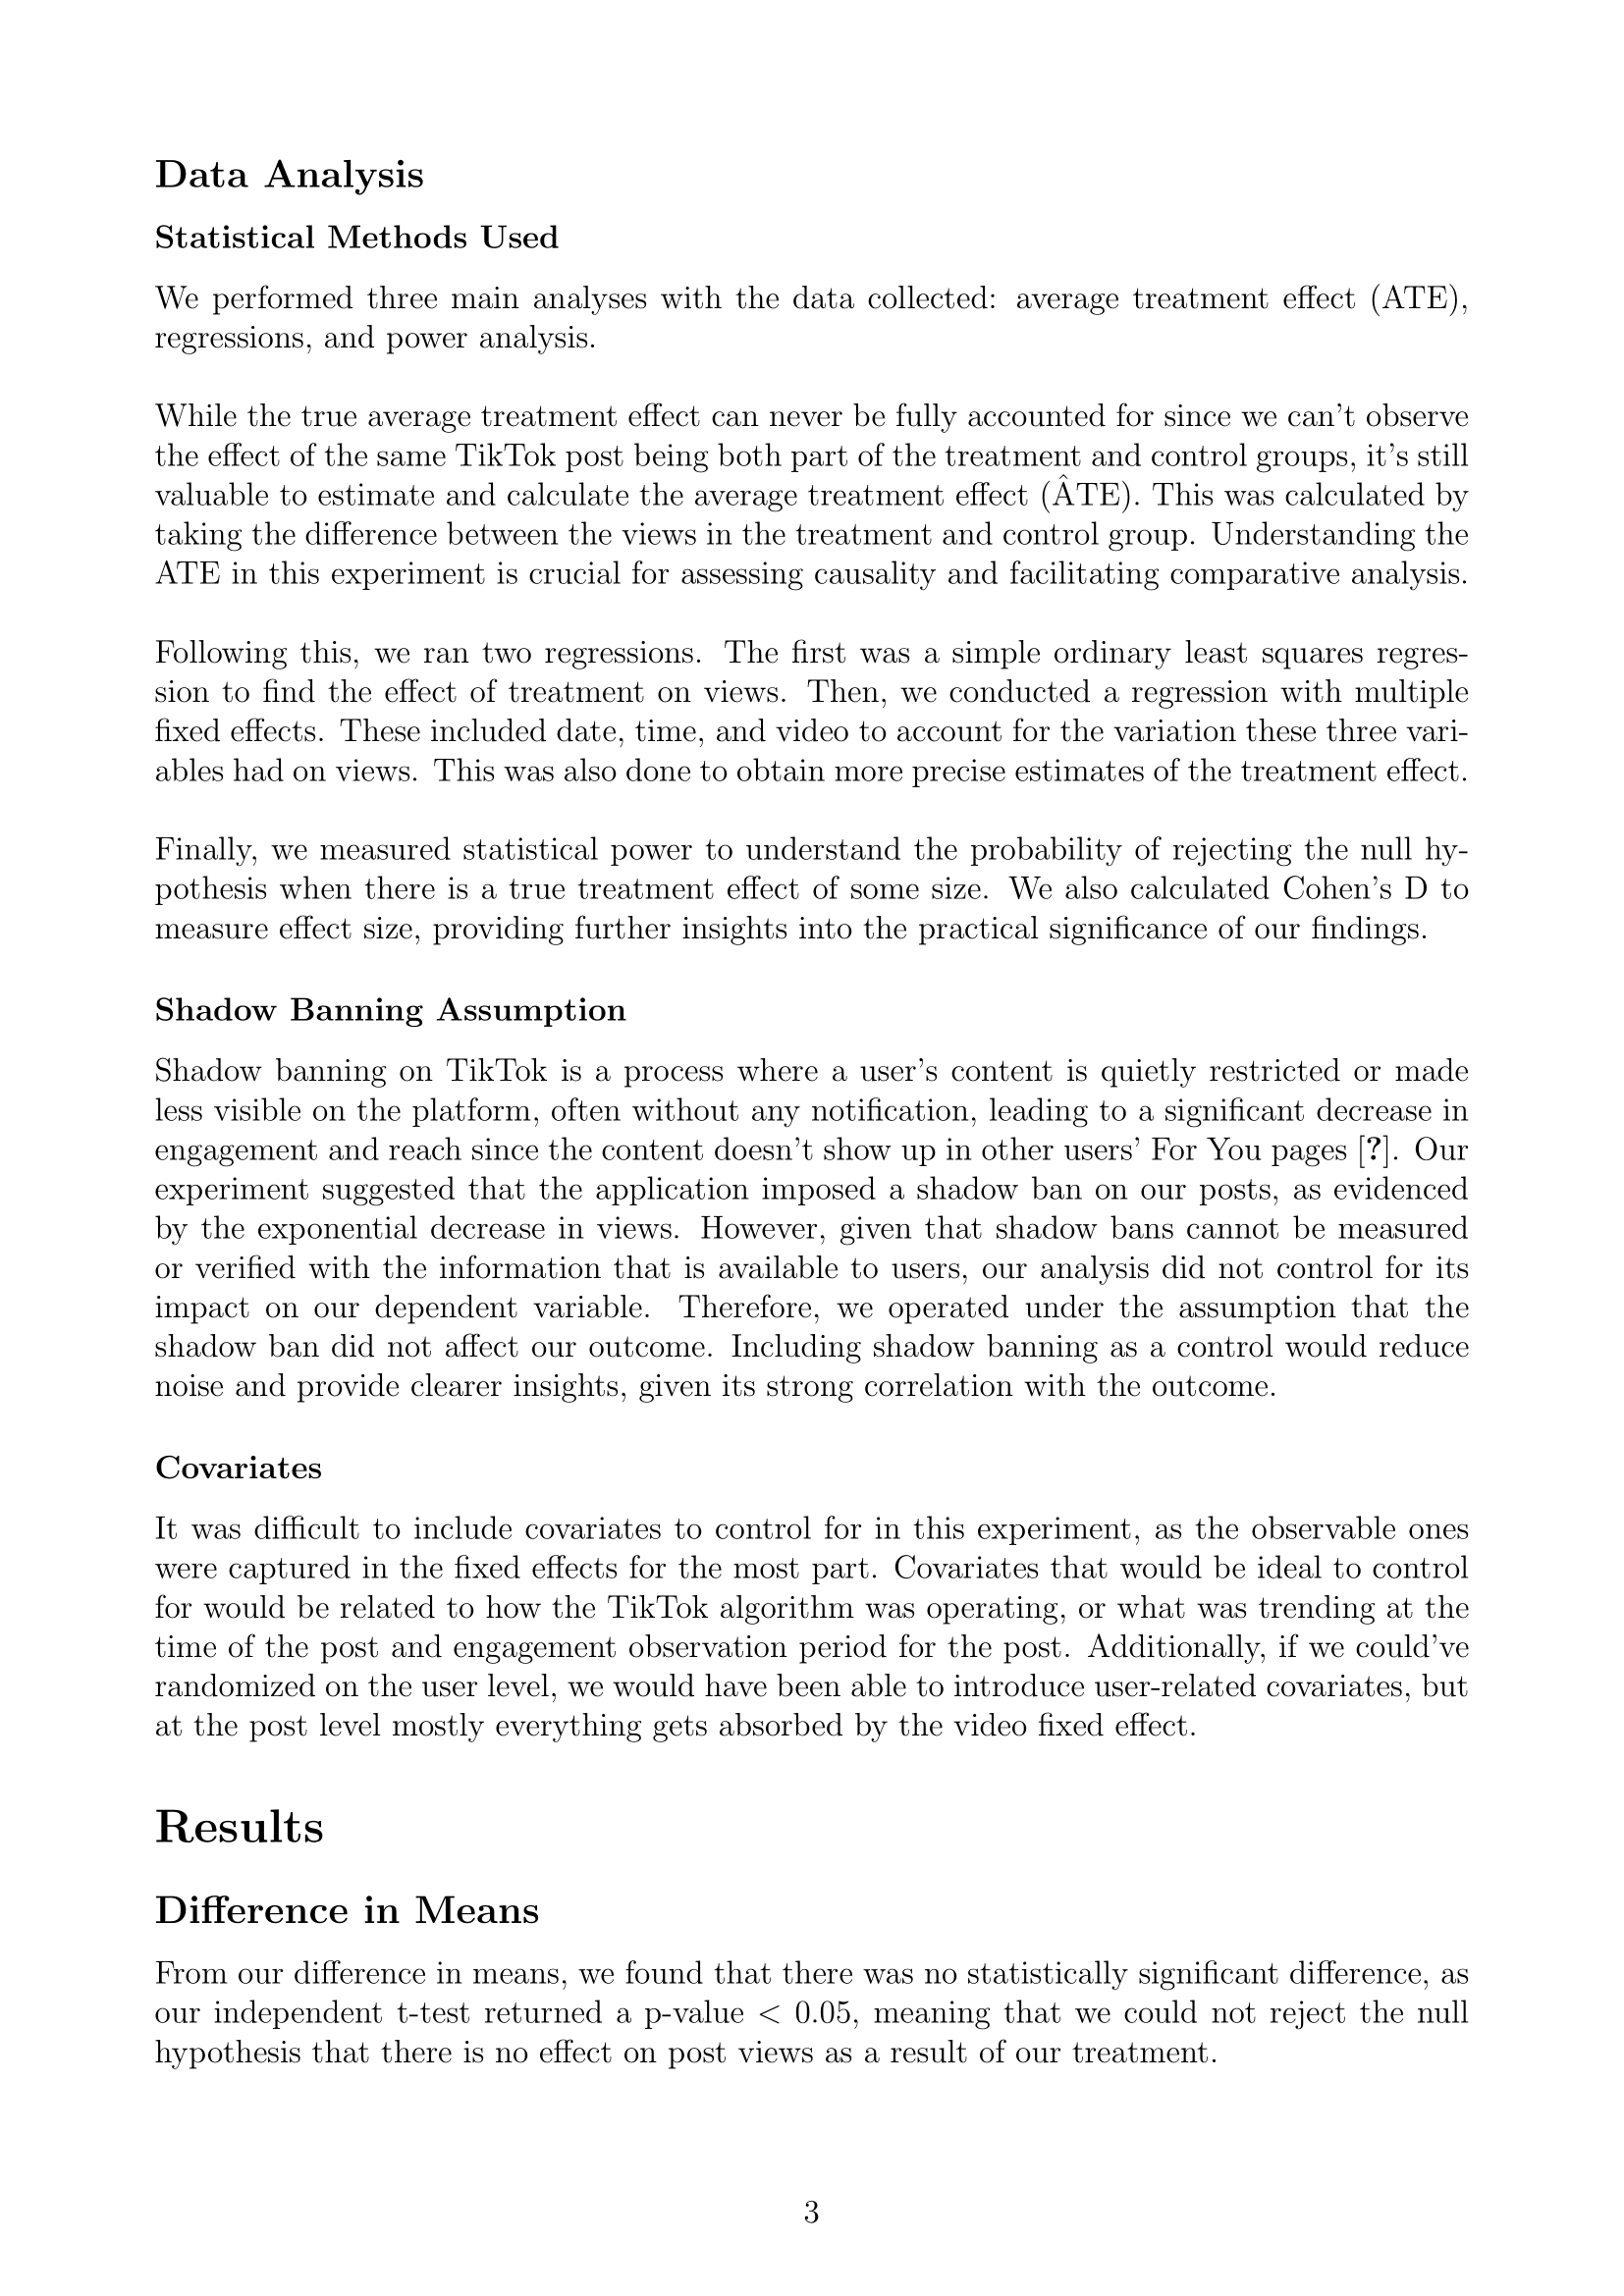 Data Analysis
Statistical Methods Used
We performed three main analyses with the data collected: average treatment effect (ATE),
regressions, and power analysis.
While the true average treatment effect can never be fully accounted for since we can't observe
the effect of the same TikTok post being both part of the treatment and control groups, it's still
valuable to estimate and calculate the average treatment effect (ÂTE). This was calculated by
taking the difference between the views in the treatment and control group. Understanding the
ATE in this experiment is crucial for assessing causality and facilitating comparative analysis.
Following this, we ran two regressions. The first was a simple ordinary least squares regres-
sion to find the effect of treatment on views. Then, we conducted a regression with multiple
fixed effects. These included date, time, and video to account for the variation these three vari-
ables had on views. This was also done to obtain more precise estimates of the treatment effect.
Finally, we measured statistical power to understand the probability of rejecting the null hy-
pothesis when there is a true treatment effect of some size. We also calculated Cohen's D to
measure effect size, providing further insights into the practical significance of our findings.
Shadow Banning Assumption
Shadow banning on TikTok is a process where a user's content is quietly restricted or made
less visible on the platform, often without any notification, leading to a significant decrease in
engagement and reach since the content doesn't show up in other users' For You pages [?]. Our
experiment suggested that the application imposed a shadow ban on our posts, as evidenced
by the exponential decrease in views. However, given that shadow bans cannot be measured
or verified with the information that is available to users, our analysis did not control for its
impact on our dependent variable. Therefore, we operated under the assumption that the
shadow ban did not affect our outcome. Including shadow banning as a control would reduce
noise and provide clearer insights, given its strong correlation with the outcome.
Covariates
It was difficult to include covariates to control for in this experiment, as the observable ones
were captured in the fixed effects for the most part. Covariates that would be ideal to control
for would be related to how the TikTok algorithm was operating, or what was trending at the
time of the post and engagement observation period for the post. Additionally, if we could've
randomized on the user level, we would have been able to introduce user-related covariates, but
at the post level mostly everything gets absorbed by the video fixed effect.
Results
Difference in Means
From our difference in means, we found that there was no statistically significant difference, as
our independent t-test returned a p-value < 0.05, meaning that we could not reject the null
hypothesis that there is no effect on post views as a result of our treatment.
3